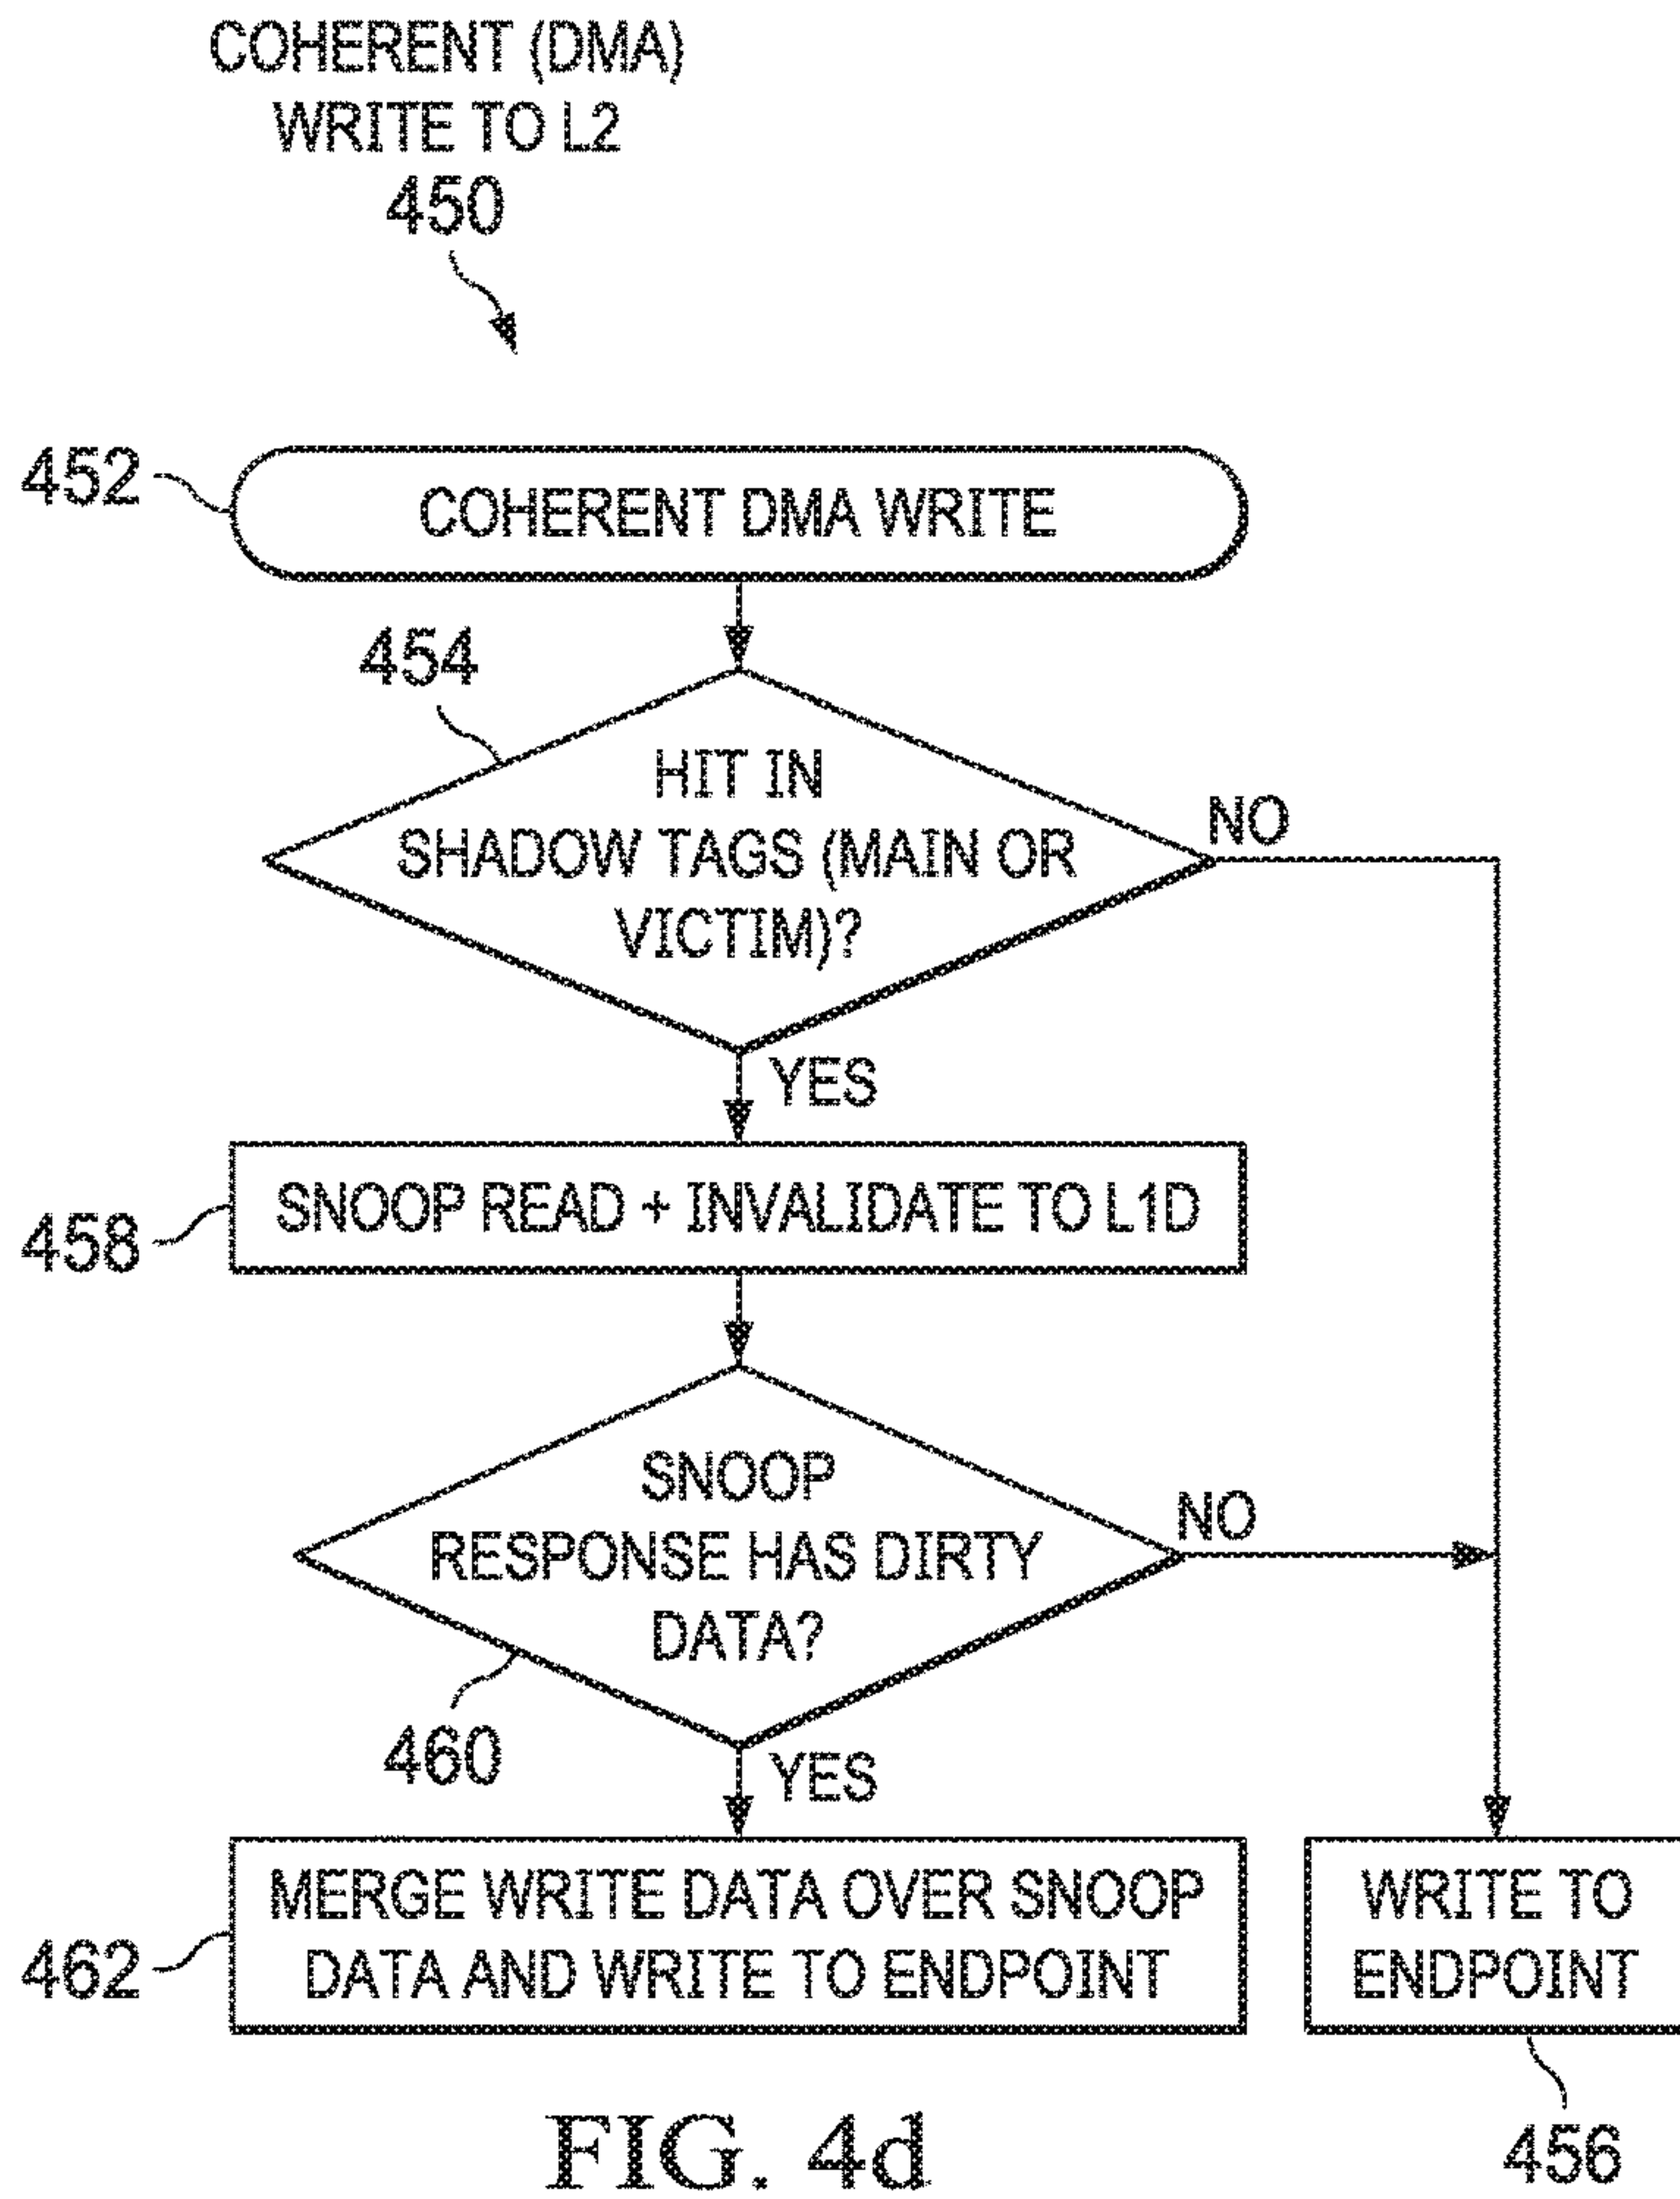 COHERENT (DMA)
WRITE TO L2
450
452
COHERENT DMA WRITE
454
HIT IN
SHADOW TAGS (MAIN OR
VICTIM)?
NO
YES
458
SNOOP READ + INVALIDATE TO L1D
SNOOP
RESPONSE HAS DIRTY
DATA?
NO
460
YES
462
MERGE WRITE DATA OVER SNOOP
DATA AND WRITE TO ENDPOINT
WRITE TO
ENDPOINT
456
FIG. 4d